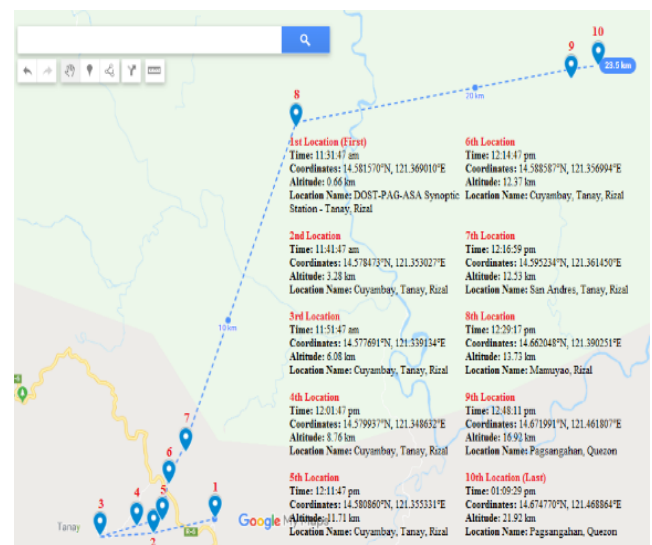 10
9
23.5 km
20 km
8
1st Location (First)
Time: 11:31:47 am
Coordinates: 14.581570°N, 121.369010°E
Altitude: 0.66 km
Location Name: DOST-PAG-ASA Synoptic
Station - Tanay, Rizal
2nd Location
Time: 11:41:47 am
Coordinates: 14.578473°N, 121.353027°E
Altitude: 3.28 km
Location Name: Cuyambay, Tanay, Rizal
3rd Location
Time: 11:51:47 am
Coordinates: 14.577691°N, 121.339134°E
Altitude: 6.08 km
Location Name: Cuyambay, Tanay, Rizal
4th Location
Time: 12:01:47 pm
Coordinates: 14.579937°N, 121.348632°E
Altitude: 8.76 km
Location Name: Cuyambay, Tanay, Rizal
5th Location
Time: 12:11:47 pm
Coordinates: 14.580860°N, 121.355331°E
Altitude: 11.71 km
Location Name: Cuyambay, Tanay, Rizal
6th Location
Time: 12:14:47 pm
Coordinates: 14.588587°N, 121.356994°E
Altitude: 12.37 km
Location Name: Cuyambay, Tanay, Rizal
7th Location
Time: 12:16:59 pm
Coordinates: 14.595234°N, 121.361450°E
Altitude: 12.53 km
Location Name: San Andres, Tanay, Rizal
8th Location
Time: 12:29:17 pm
Coordinates: 14.662048°N, 121.390251°E
Altitude: 13.73 km
Location Name: Mamuyao, Rizal
9th Location
Time: 12:48:11 pm
Coordinates: 14.671991°N, 121.461807°E
Altitude: 16.92 km
Location Name: Pagsangahan, Quezon
10th Location (Last)
Time: 01:09:29 pm
Coordinates: 14.674770°N, 121.468864°E
Altitude: 21.92 km
Location Name: Pagsangahan, Quezon
10 km
7
6
5
4
3
1
2
Tanay
Google My Maps